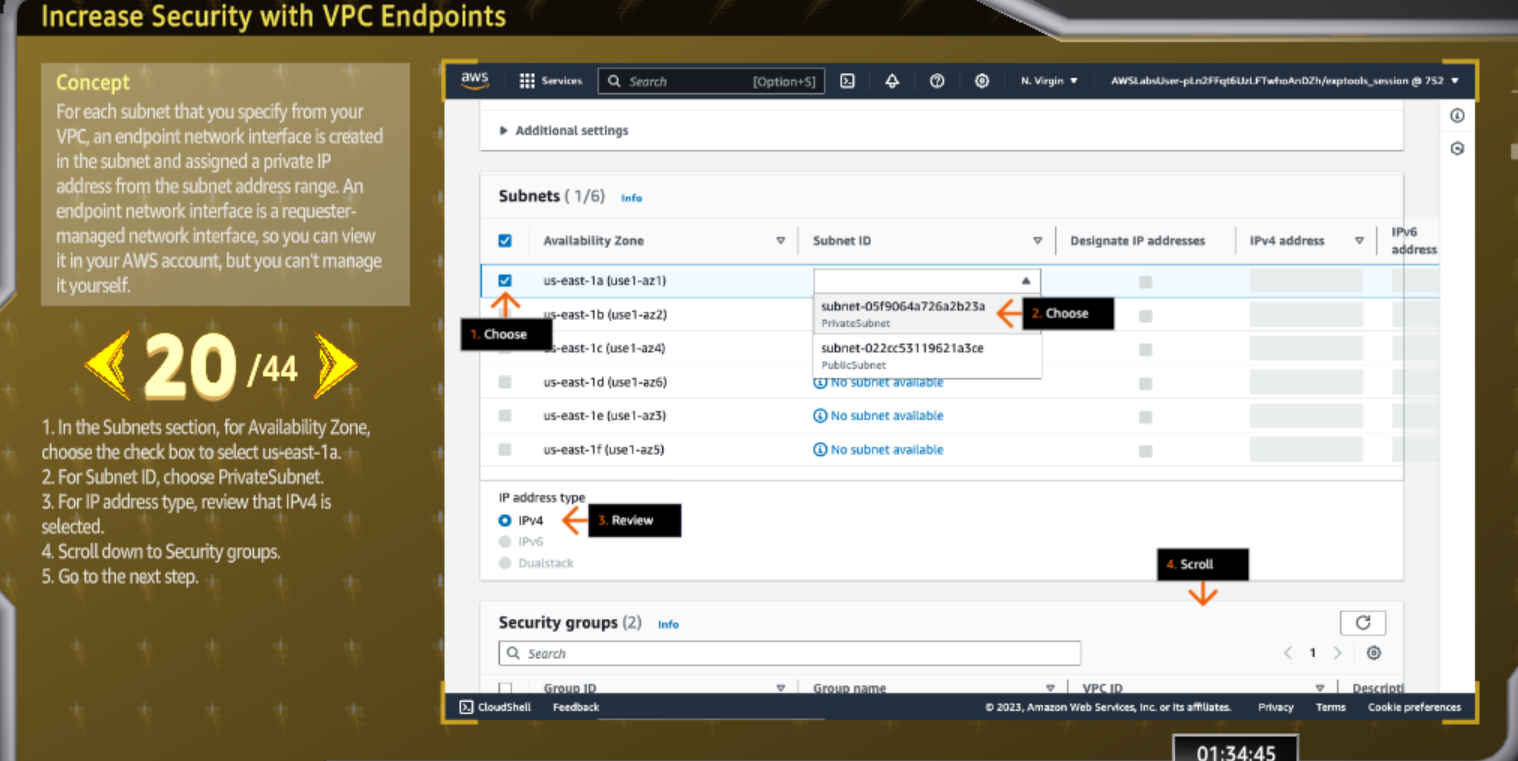 Increase Security with VPC Endpoints
Concept
For each subnet that you specify from your
VPC, an endpoint network interface is created
in the subnet and assigned a private IP
address from the subnet address range. An
endpoint network interface is a requester-
managed network interface, so you can view
it in your AWS account, but you can't manage
it yourself.
20 /44
1. In the Subnets section, for Availability Zone,
choose the check box to select us-east-1a.
2. For Subnet ID, choose PrivateSubnet.
3. For IP address type, review that IPv4 is
selected.
4. Scroll down to Security groups.
5. Go to the next step.
aws Services Search [Option+S] N. Virgin AWSLabsUser-pLn2FFqt6UzLFTwhoAnDZh/exptools_session @ 752
Additional settings
Subnets ( 1/6) Info
Availability Zone Subnet ID Designate IP addresses IPv4 address IPv6 address
us-east-1a (use1-az1)
us-east-1b (use1-az2) subnet-05f9064a726a2b23a
PrivateSubnet
1. Choose 2. Choose
us-east-1c (use1-az4) subnet-022cc53119621a3ce
PublicSubnet
us-east-1d (use1-az6) No subnet available
us-east-1e (use1-az3) No subnet available
us-east-1f (use1-az5) No subnet available
IP address type
IPv4 3. Review
IPv6
Dualstack
4. Scroll
Security groups (2) Info
Search 1
Group ID Group name VPC ID Descripti
CloudShell Feedback © 2023, Amazon Web Services, Inc. or its affiliates. Privacy Terms Cookie preferences
01:34:45